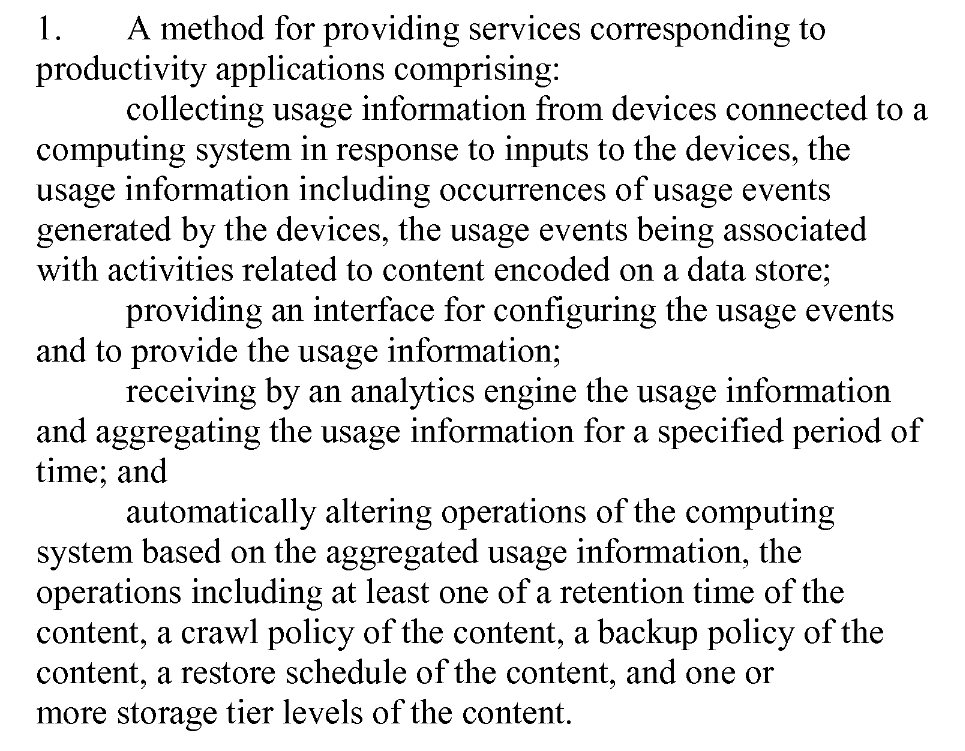 1. A method for providing services corresponding to
productivity applications comprising:
collecting usage information from devices connected to a
computing system in response to inputs to the devices, the
usage information including occurrences of usage events
generated by the devices, the usage events being associated
with activities related to content encoded on a data store;
providing an interface for configuring the usage events
and to provide the usage information;
receiving by an analytics engine the usage information
and aggregating the usage information for a specified period of
time; and
automatically altering operations of the computing
system based on the aggregated usage information, the
operations including at least one of a retention time of the
content, a crawl policy of the content, a backup policy of the
content, a restore schedule of the content, and one or
more storage tier levels of the content.